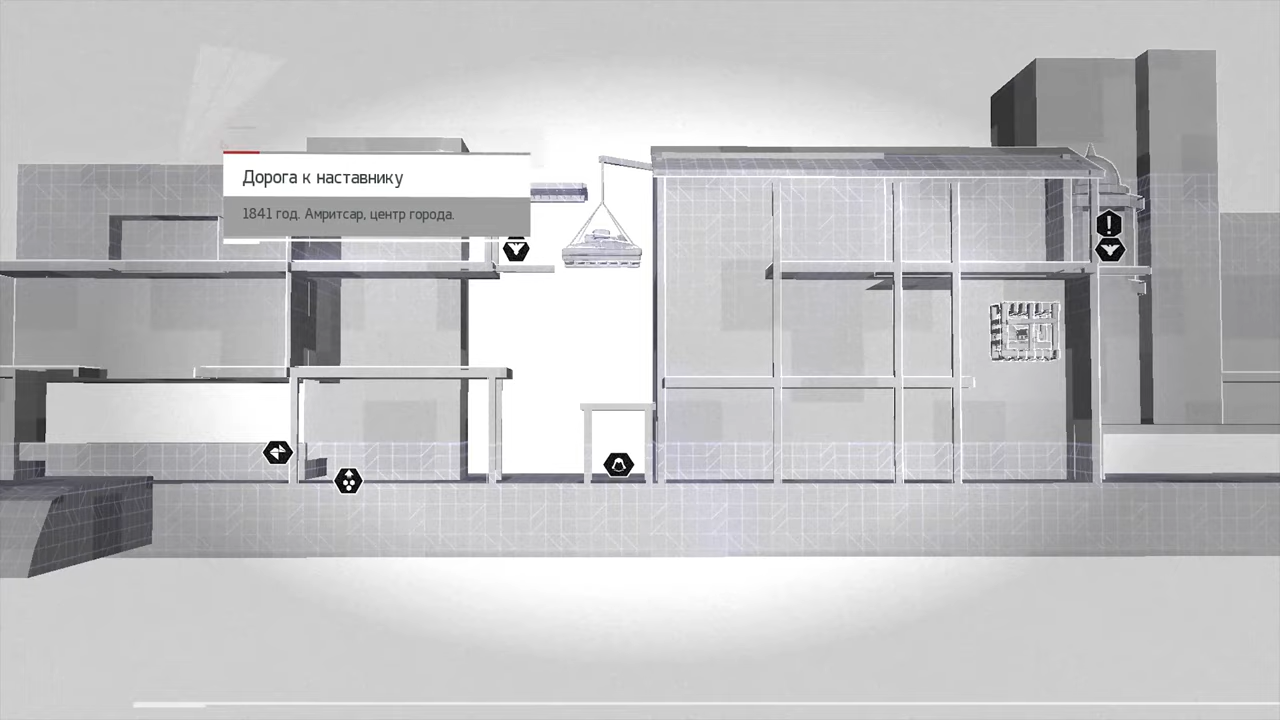 Дорога к наставнику
1841 год. Амритсар, центр города.